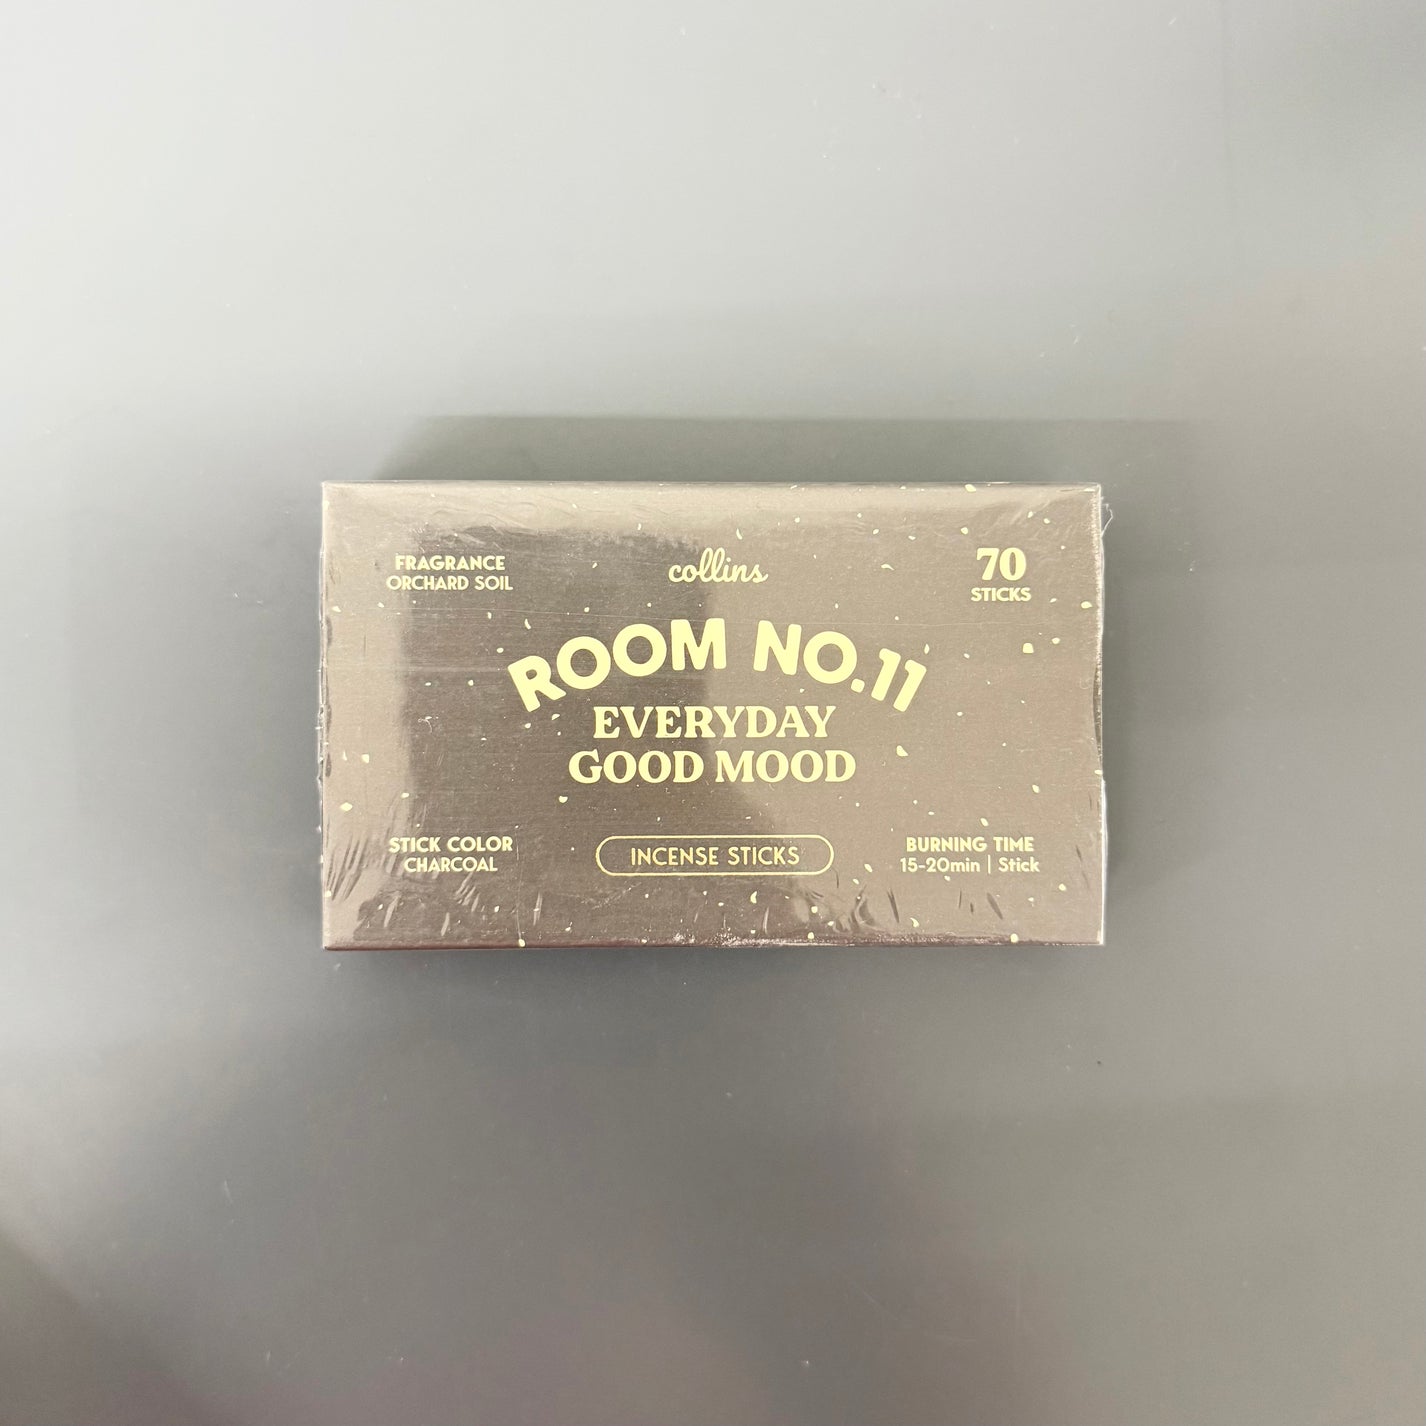 FRAGRANCE
ORCHARD SOIL
collins
70
STICKS
ROOM NO.11
EVERYDAY
GOOD MOOD
STICK COLOR
CHARCOAL
INCENSE STICKS
BURNING TIME
15-20min | Stick